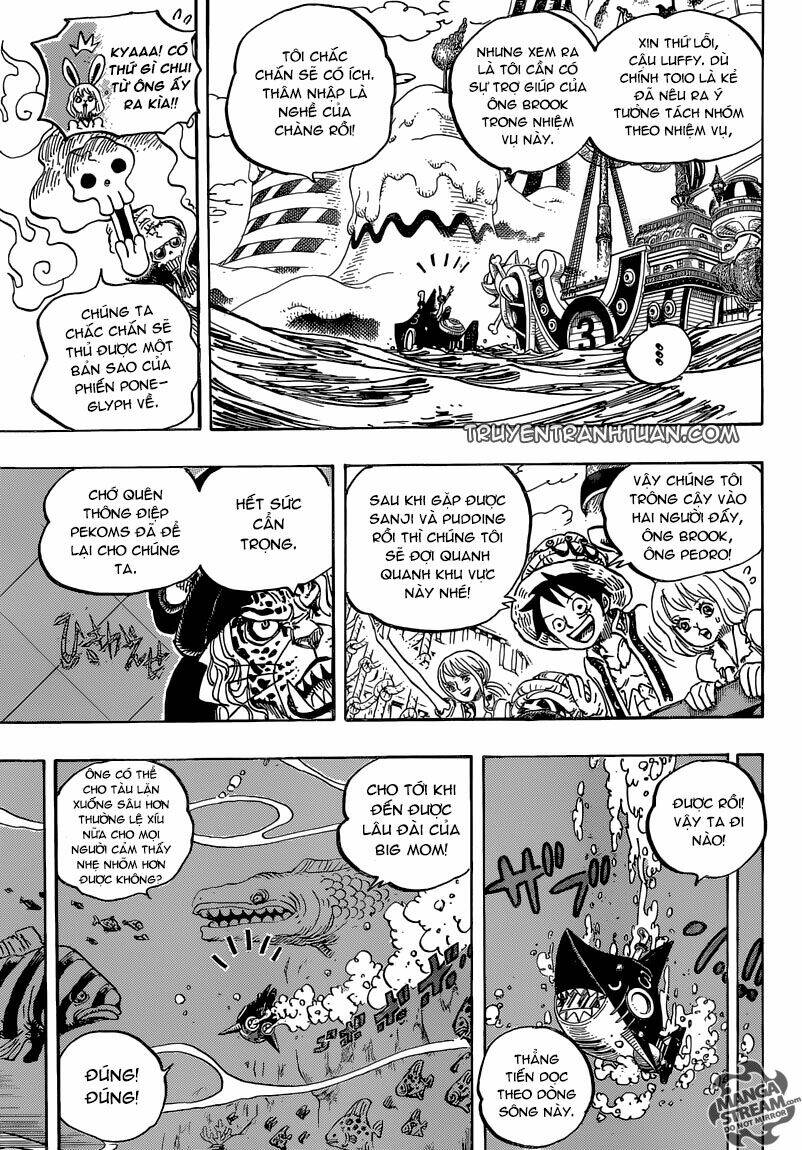 XIN THỨ LỖI,
CẬU LUFFY. DÙ
CHÍNH TOIO LÀ KẺ
ĐÃ NÊU RA Ý
TƯỞNG TÁCH NHÓM
THEO NHIỆM VỤ,
NHƯNG XEM RA
LÀ TÔI CẦN CÓ
SỰ TRỢ GIÚP CỦA
ÔNG BROOK
TRONG NHIỆM
VỤ NÀY.
TÔI CHẮC
CHẮN SẼ CÓ ÍCH.
THÂM NHẬP LÀ
NGHỀ CỦA
CHÀNG RỒI!
3
KYAAA! CÓ
THỨ GÌ CHUI
TỪ ÔNG ẤY
RA KÌA!!
CHÚNG TA
CHẮC CHẮN SẼ
THỦ ĐƯỢC MỘT
BẢN SAO CỦA
PHIẾN PONE-
GLYPH VỀ.
TRUYENTRANHTUAN.COM
VẬY CHÚNG TÔI
TRÔNG CẬY VÀO
HAI NGƯỜI ĐẤY,
ÔNG BROOK,
ÔNG PEDRO!
SAU KHI GẶP ĐƯỢC
SANJI VÀ PUDDING
RỒI THÌ CHÚNG TÔI
SẼ ĐỢI QUANH
QUANH KHU VỰC
NÀY NHÉ!
HẾT SỨC
CẨN
TRỌNG.
CHỚ QUÊN
THÔNG ĐIỆP
PEKOMS ĐÃ ĐỂ
LẠI CHO CHÚNG
TA.
ĐƯỢC RỒI!
VẬY TA ĐI
NÀO!
THẲNG
TIẾN DỌC
THEO DÒNG
SÔNG NÀY.
CHO TỚI KHI
ĐẾN ĐƯỢC
LÂU ĐÀI CỦA
BIG MOM!
ÔNG CÓ THỂ
CHO TÀU LẶN
XUỐNG SÂU HƠN
THƯỜNG LỆ XÍU
NỮA CHO MỌI
NGƯỜI CẢM THẤY
NHẸ NHÕM HƠN
ĐƯỢC KHÔNG?
ĐÚNG!
ĐÚNG!
MANGA
STREAM.COM
DO NOT MIRROR!